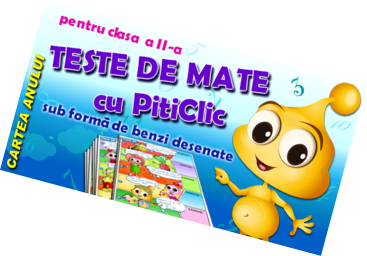 pentru clasa a II-a
TESTE DE MATE
cu PitiClic
sub formă de benzi desenate
CARTEA ANULUI